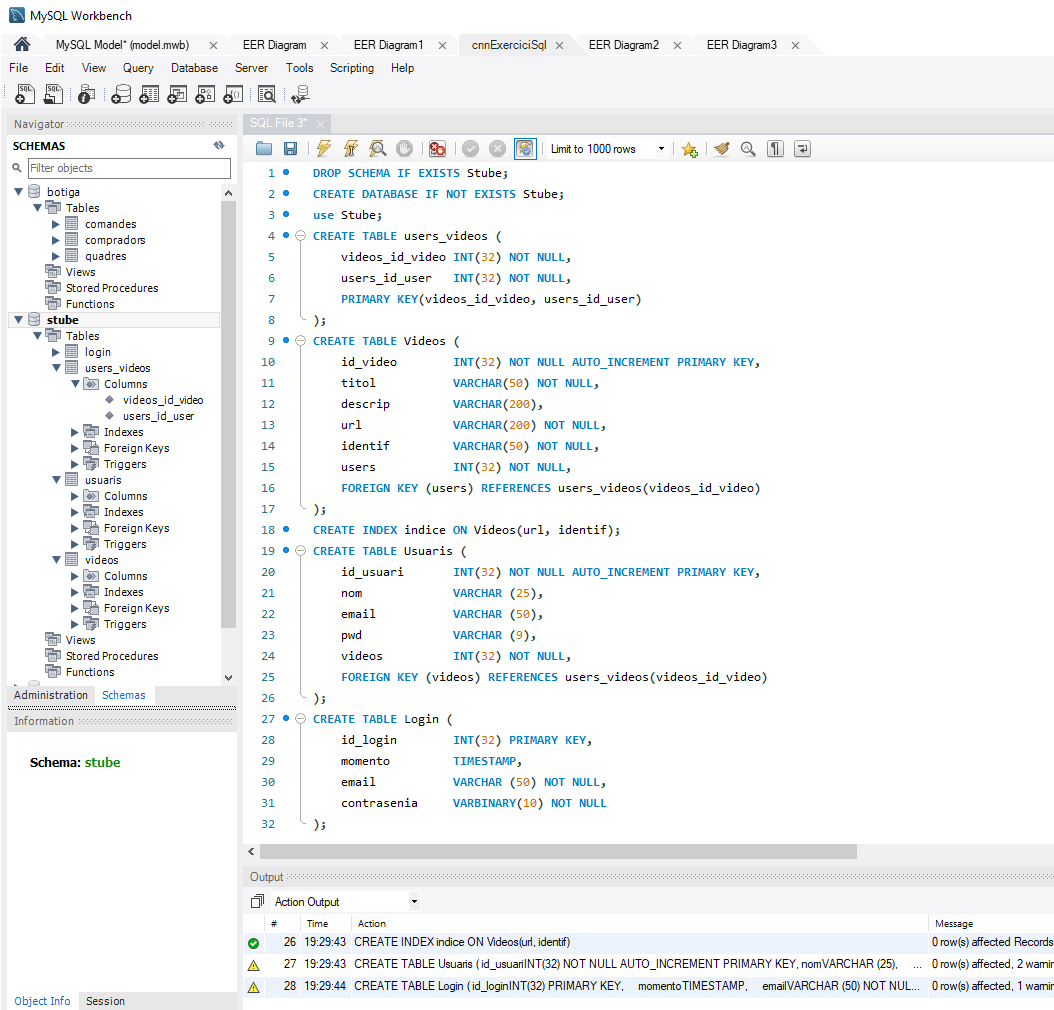 MySQL Workbench
MySQL Model* (model.mwb) × EER Diagram × EER Diagram1 × cnnExerciciSql × EER Diagram2 × EER Diagram3 ×
File Edit View Query Database Server Tools Scripting Help
Navigator
SCHEMAS
Filter objects
botiga
Tables
comandes
compradors
quadres
Views
Stored Procedures
Functions
stube
Tables
login
users_videos
Columns
videos_id_video
users_id_user
Indexes
Foreign Keys
Triggers
usuaris
Columns
Indexes
Foreign Keys
Triggers
videos
Columns
Indexes
Foreign Keys
Triggers
Views
Stored Procedures
Functions
Administration Schemas
Information
Schema: stube
Object Info Session
SQL File 3* ×
Limit to 1000 rows
1 DROP SCHEMA IF EXISTS Stube;
2 CREATE DATABASE IF NOT EXISTS Stube;
3 use Stube;
4 CREATE TABLE users_videos (
5 videos_id_video INT(32) NOT NULL,
6 users_id_user INT(32) NOT NULL,
7 PRIMARY KEY(videos_id_video, users_id_user)
8 );
9 CREATE TABLE Videos (
10 id_video INT(32) NOT NULL AUTO_INCREMENT PRIMARY KEY,
11 titol VARCHAR(50) NOT NULL,
12 descrip VARCHAR(200),
13 url VARCHAR(200) NOT NULL,
14 identif VARCHAR(50) NOT NULL,
15 users INT(32) NOT NULL,
16 FOREIGN KEY (users) REFERENCES users_videos(videos_id_video)
17 );
18 CREATE INDEX indice ON Videos(url, identif);
19 CREATE TABLE Usuaris (
20 id_usuari INT(32) NOT NULL AUTO_INCREMENT PRIMARY KEY,
21 nom VARCHAR (25),
22 email VARCHAR (50),
23 pwd VARCHAR (9),
24 videos INT(32) NOT NULL,
25 FOREIGN KEY (videos) REFERENCES users_videos(videos_id_video)
26 );
27 CREATE TABLE Login (
28 id_login INT(32) PRIMARY KEY,
29 momento TIMESTAMP,
30 email VARCHAR (50) NOT NULL,
31 contrasenia VARBINARY(10) NOT NULL
32 );
Output
Action Output
# Time Action Message
26 19:29:43 CREATE INDEX indice ON Videos(url, identif) 0 row(s) affected Records
27 19:29:43 CREATE TABLE Usuaris ( id_usuariINT(32) NOT NULL AUTO_INCREMENT PRIMARY KEY, nomVARCHAR (25), ... 0 row(s) affected, 2 warnin
28 19:29:44 CREATE TABLE Login ( id_loginINT(32) PRIMARY KEY, momentoTIMESTAMP, emailVARCHAR (50) NOT NUL... 0 row(s) affected, 1 warnin